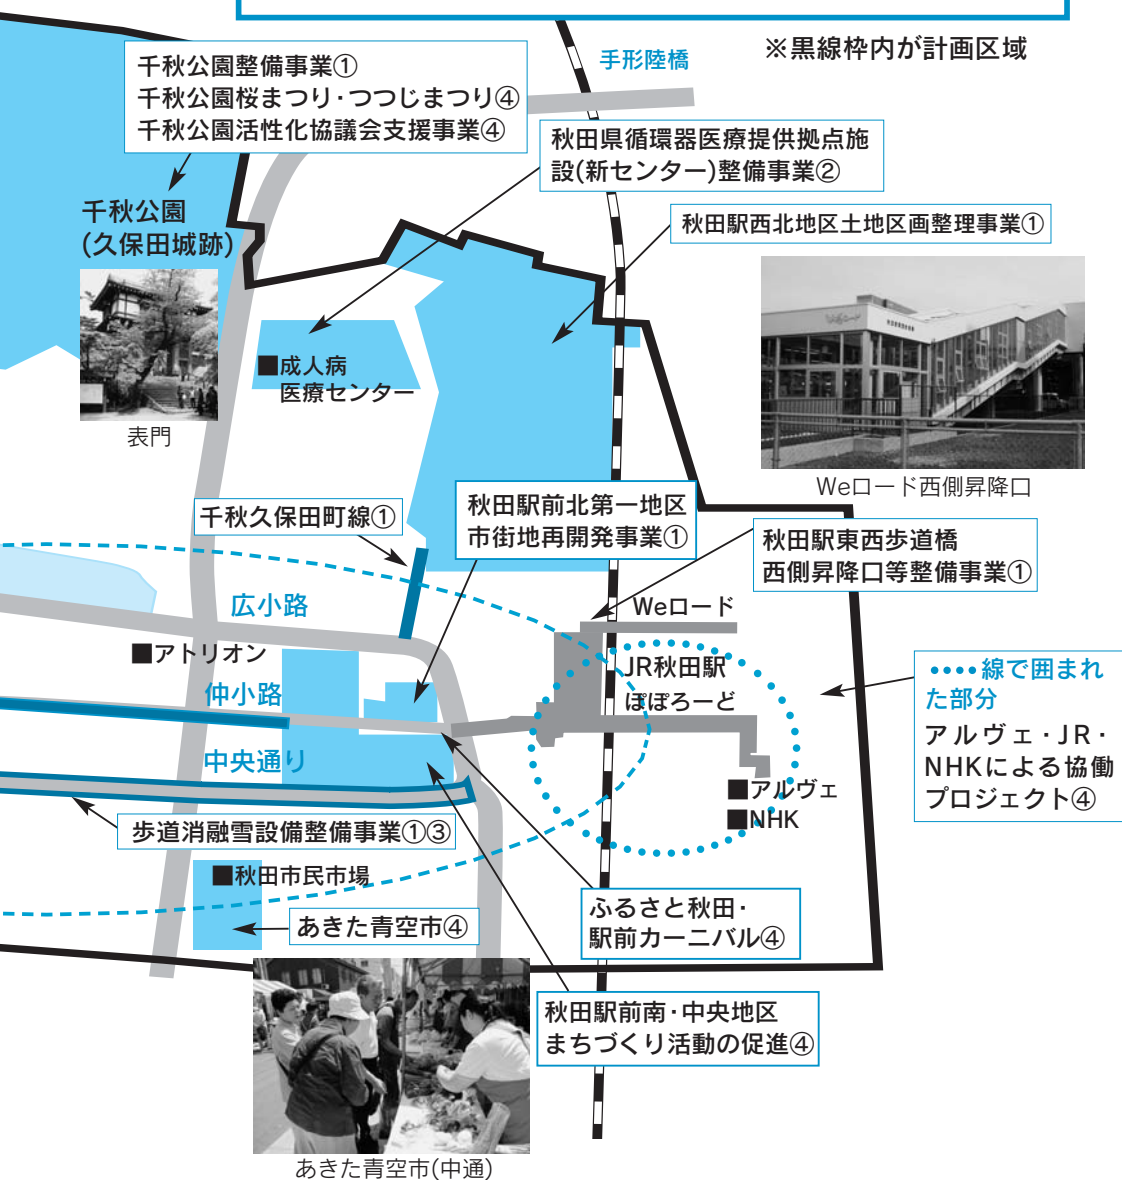 手形陸橋
※黒線枠内が計画区域
千秋公園整備事業①
千秋公園桜まつり・つつじまつり④
千秋公園活性化協議会支援事業④
秋田県循環器医療提供拠点施
設(新センター)整備事業②
秋田駅西北地区土地区画整理事業①
千秋公園
(久保田城跡)
表門
■成人病
医療センター
Weロード西側昇降口
千秋久保田町線①
秋田駅前北第一地区
市街地再開発事業①
秋田駅東西歩道橋
西側昇降口等整備事業①
広小路
Weロード
■アトリオン
JR秋田駅
ぽぽろーど
仲小路
中央通り
••••線で囲まれ
た部分
アルヴェ・JR・
NHKによる協働
プロジェクト④
■アルヴェ
■NHK
歩道消融雪設備整備事業①③
■秋田市民市場
あきた青空市④
ふるさと秋田・
駅前カーニバル④
秋田駅前南・中央地区
まちづくり活動の促進④
あきた青空市(中通)